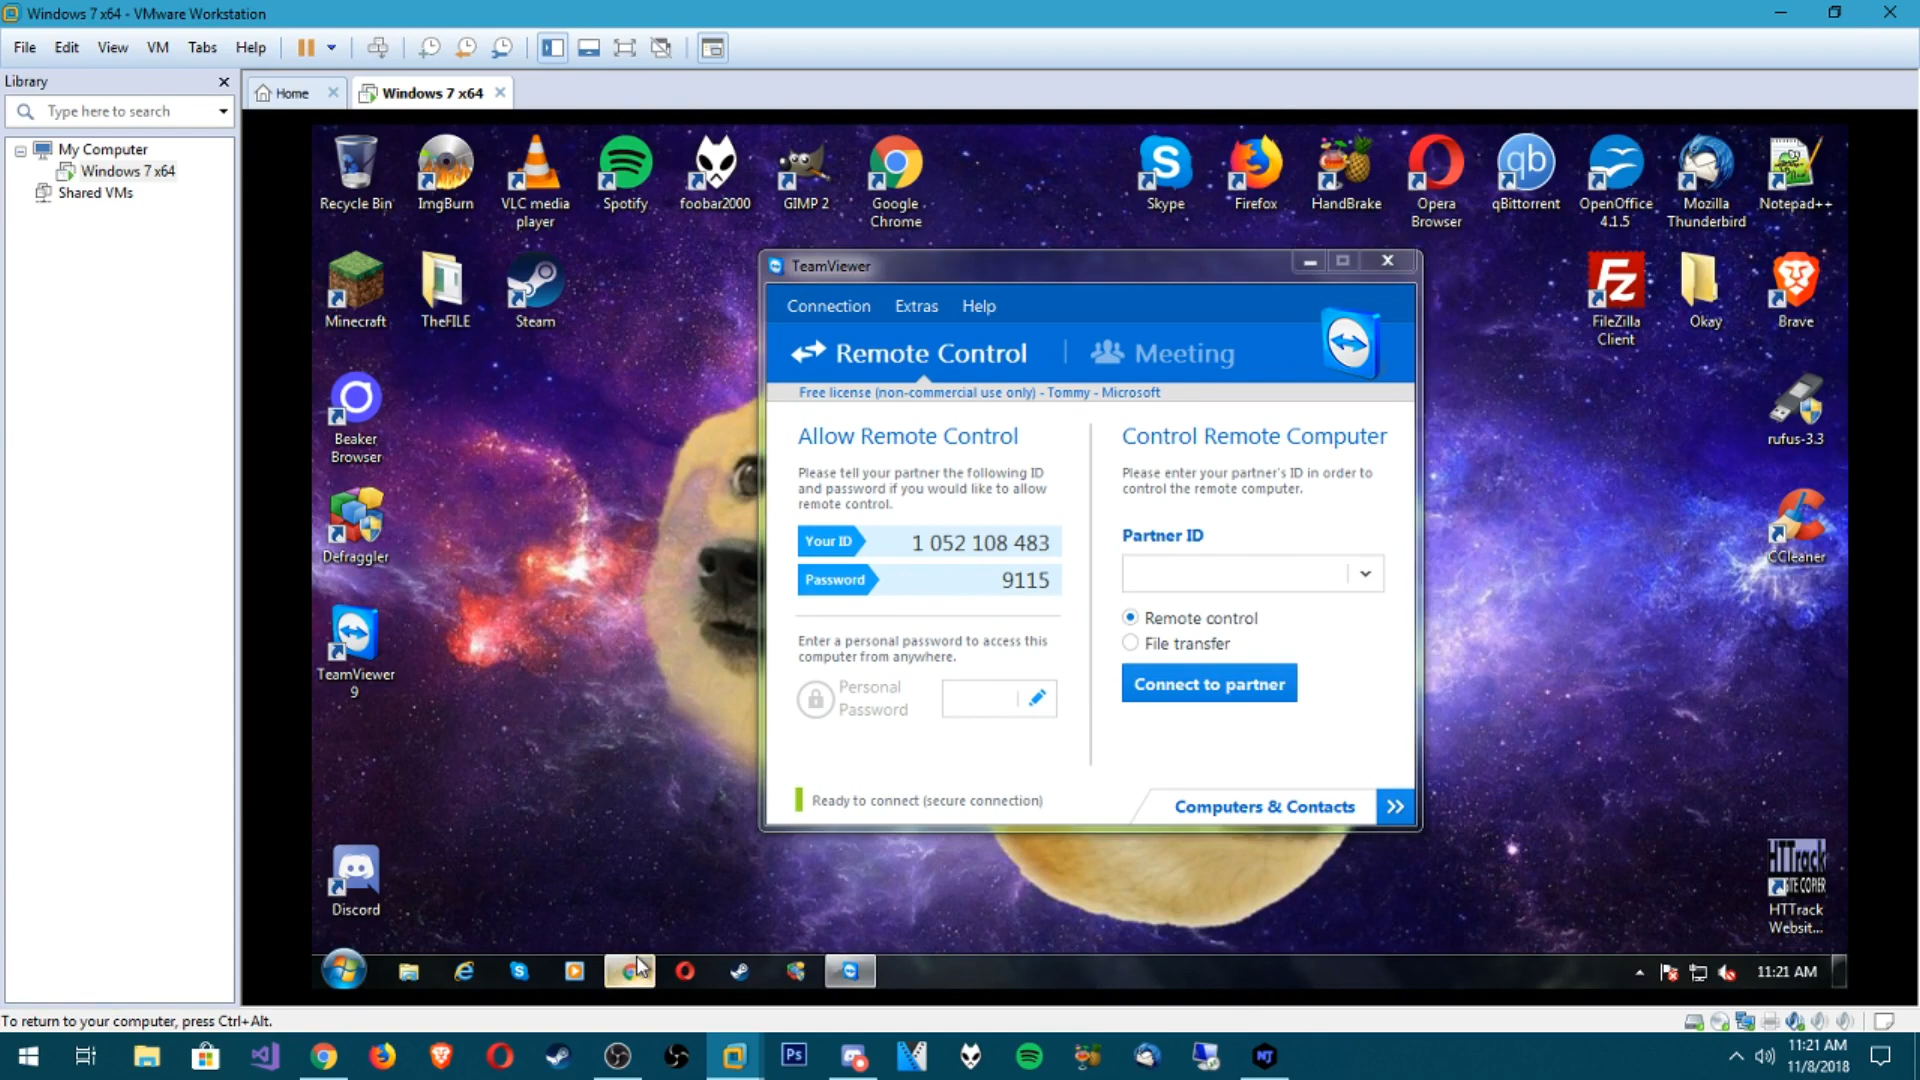 Windows 7 x64 - VMware Workstation
File Edit View VM Tabs Help
Library
Type here to search
My Computer
Windows 7 x64
Shared VMs
Home
Windows 7 x64
Recycle Bin
ImgBurn
VLC media
player
Spotify
foobar2000
GIMP 2
Google
Chrome
Skype
Firefox
HandBrake
Opera
Browser
qb
qBittorrent
OpenOffice
4.1.5
Mozilla
Thunderbird
Notepad++
Minecraft
TheFILE
Steam
Fz
FileZilla
Client
Okay
Brave
Beaker
Browser
rufus-3.3
Defraggler
CCleaner
TeamViewer
9
Discord
HTTrack
SITE COPIER
HTTrack
Websit...
TeamViewer
Connection Extras Help
Remote Control
Meeting
Free license (non-commercial use only) - Tommy - Microsoft
Allow Remote Control
Please tell your partner the following ID
and password if you would like to allow
remote control.
Your ID 1 052 108 483
Password 9115
Enter a personal password to access this
computer from anywhere.
Personal
Password
Control Remote Computer
Please enter your partner's ID in order to
control the remote computer.
Partner ID
Remote control
File transfer
Connect to partner
Ready to connect (secure connection)
Computers & Contacts
11:21 AM
To return to your computer, press Ctrl+Alt.
Ps
11:21 AM
11/8/2018